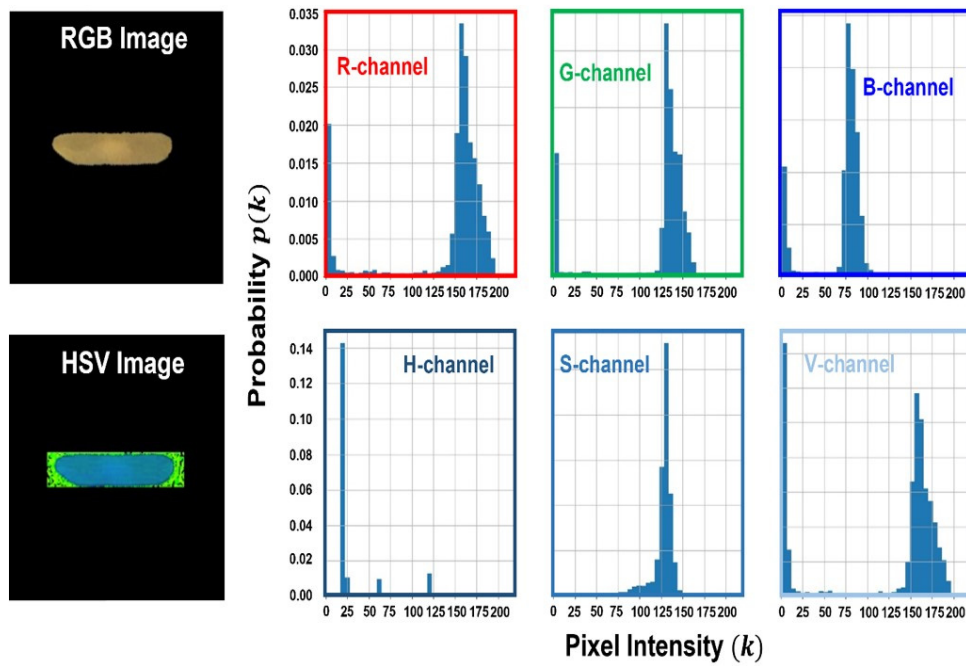 RGB Image
HSV Image
Probability p(k)
0.035
0.030
0.025
0.020
0.015
0.010
0.005
0.000
R-channel
0 25 50 75 100 125 150 175 200
G-channel
0 25 50 75 100 125 150 175 200
B-channel
0 25 50 75 100 125 150 175 200
0.14
0.12
0.10
0.08
0.06
0.04
0.02
0.00
H-channel
0 25 50 75 100 125 150 175 200
S-channel
0 25 50 75 100 125 150 175 200
V-channel
0 25 50 75 100 125 150 175 200
Pixel Intensity (k)